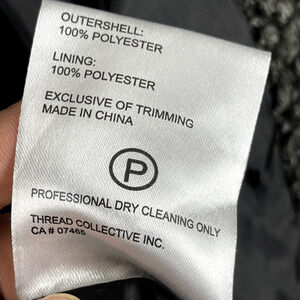 OUTERSHELL:
100% POLYESTER
LINING:
100% POLYESTER
EXCLUSIVE OF TRIMMING
MADE IN CHINA
P
PROFESSIONAL DRY CLEANING ONLY
THREAD COLLECTIVE INC.
CA# 07465